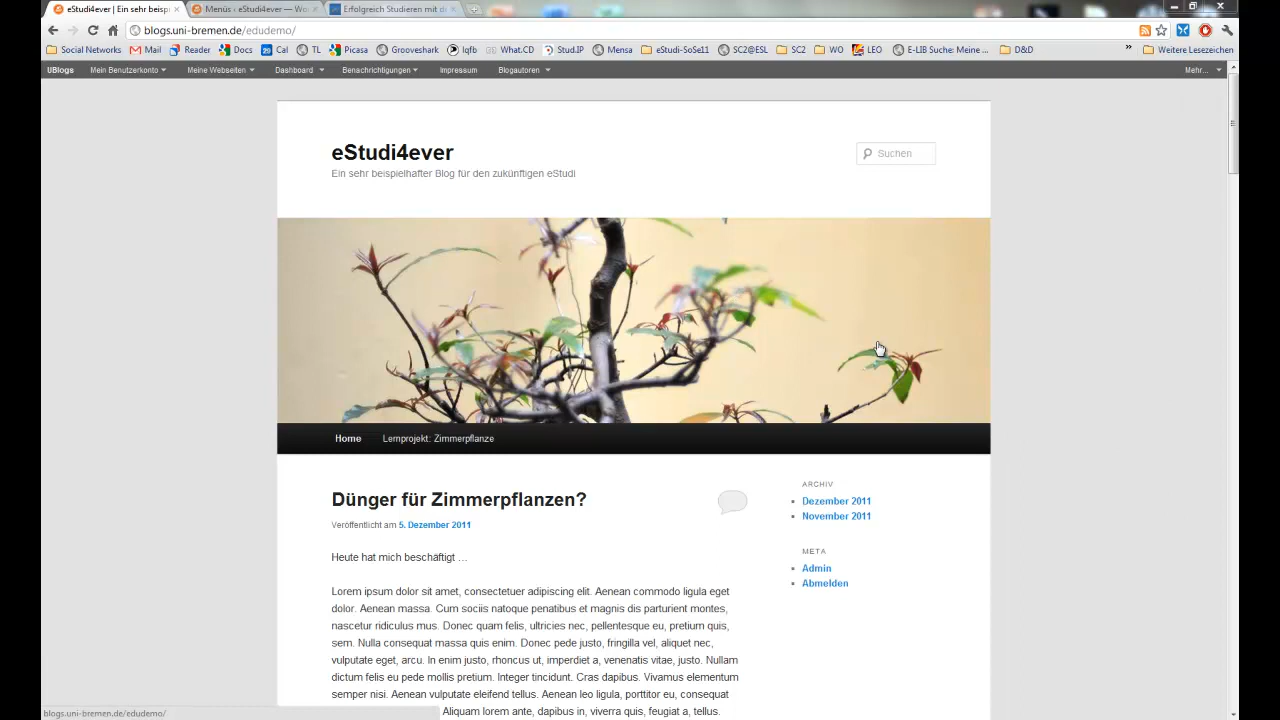 eStudi4ever | Ein sehr beisp
Menüs ‹ eStudi4ever — Wo
Erfolgreich Studieren mit d
blogs.uni-bremen.de/edudemo/
Social Networks Mail Reader Docs Cal TL Picasa Grooveshark Iqfb What.CD Stud.IP Mensa eStudi-SoSe11 SC2@ESL SC2 WO LEO E-LIB Suche: Meine ... D&D » Weitere Lesezeichen
UBlogs Mein Benutzerkonto Meine Webseiten Dashboard Benachrichtigungen Impressum Blogautoren Mehr...
eStudi4ever
Suchen
Ein sehr beispielhafter Blog für den zukünftigen eStudi
Home Lernprojekt: Zimmerpflanze
Dünger für Zimmerpflanzen?
Veröffentlicht am 5. Dezember 2011
Heute hat mich beschäftigt …
Lorem ipsum dolor sit amet, consectetuer adipiscing elit. Aenean commodo ligula eget
dolor. Aenean massa. Cum sociis natoque penatibus et magnis dis parturient montes,
nascetur ridiculus mus. Donec quam felis, ultricies nec, pellentesque eu, pretium quis,
sem. Nulla consequat massa quis enim. Donec pede justo, fringilla vel, aliquet nec,
vulputate eget, arcu. In enim justo, rhoncus ut, imperdiet a, venenatis vitae, justo. Nullam
dictum felis eu pede mollis pretium. Integer tincidunt. Cras dapibus. Vivamus elementum
semper nisi. Aenean vulputate eleifend tellus. Aenean leo ligula, porttitor eu, consequat
Aliquam lorem ante, dapibus in, viverra quis, feugiat a, tellus.
ARCHIV
Dezember 2011
November 2011
META
Admin
Abmelden
blogs.uni-bremen.de/edudemo/